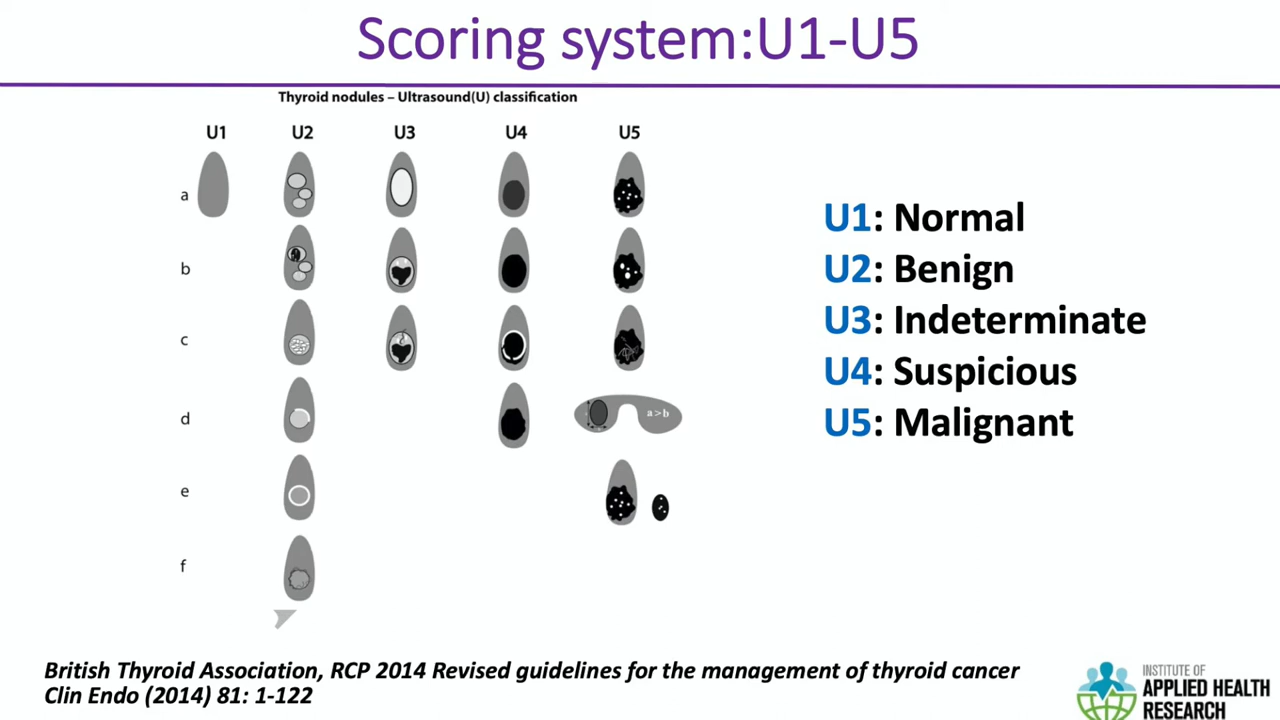 Scoring system:U1-U5
Thyroid nodules – Ultrasound(U) classification
U1 U2 U3 U4 U5
a
b
c
d
a>b
e
f
U1: Normal
U2: Benign
U3: Indeterminate
U4: Suspicious
U5: Malignant
British Thyroid Association, RCP 2014 Revised guidelines for the management of thyroid cancer
Clin Endo (2014) 81: 1-122
INSTITUTE OF
APPLIED HEALTH
RESEARCH